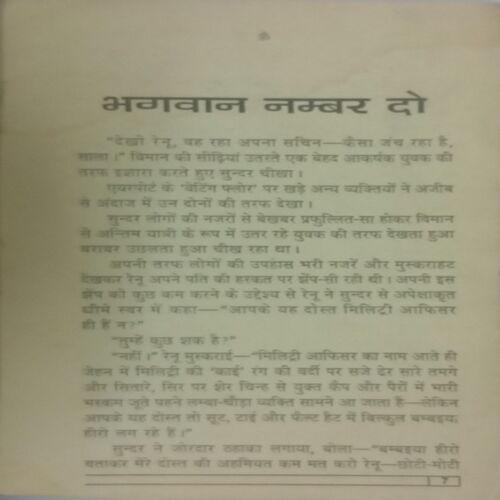 भगवान नम्बर दो
"देखो रेनू, वह रहा अपना सचिन—कैसा जंच रहा है,
साला।" विमान की सीढ़ियां उतरते एक बेहद आकर्षक युवक की
तरफ इशारा करते हुए सुन्दर चीखा।
एयरपोर्ट के 'वेटिंग फ्लोर' पर खड़े अन्य व्यक्तियों ने अजीब
से अंदाज में उन दोनों की तरफ देखा।
सुन्दर लोगों की नजरों से बेखबर प्रफुल्लित-सा होकर विमान
से अन्तिम यात्री के रूप में उतर रहे युवक की तरफ देखता हुआ
बराबर उछलता हुआ चीख रहा था।
अपनी तरफ लोगों की उपहास भरी नजरें और मुस्कराहट
देखकर रेनू अपने पति की हरकत पर झेंप-सी रही थी। अपनी इस
झेंप को कुछ कम करने के उद्देश्य से रेनू ने सुन्दर से अपेक्षाकृत
धीमे स्वर में कहा—"आपके यह दोस्त मिलिट्री आफिसर
ही हैं न?"
"तुम्हें कुछ शक है?"
"नहीं।" रेनू मुस्कराई—"मिलिट्री आफिसर का नाम आते ही
जेहन में मिलिट्री की 'काई' रंग की वर्दी पर सजे ढेर सारे तमगे
और सितारे, सिर पर शेर चिन्ह से युक्त कैप और पैरों में भारी
भरकम जूते पहने लम्बा-चौड़ा व्यक्ति सामने आ जाता है—लेकिन
आपके यह दोस्त तो सूट, टाई और फैल्ट हैट में बिल्कुल बम्बइया
हीरो लग रहे हैं।"
सुन्दर ने जोरदार ठहाका लगाया, बोला—"बम्बइया हीरो
बताकर मेरे दोस्त की अहमियत कम मत करो रेनू—छोटी-मोटी
7